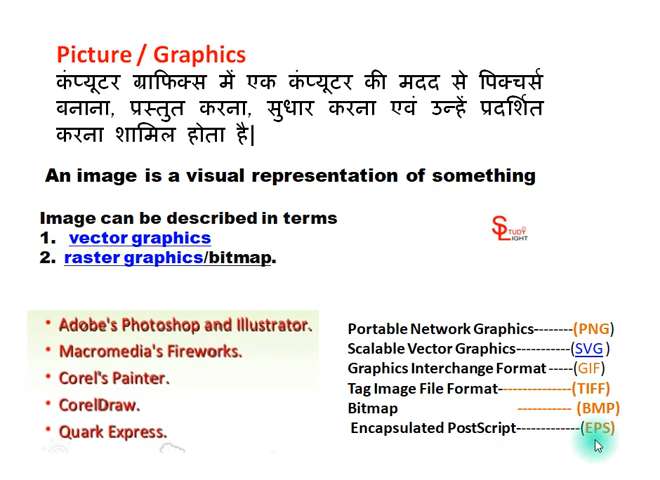 Picture / Graphics
कंप्यूटर ग्राफिक्स में एक कंप्यूटर की मदद से पिक्चर्स
बनाना, प्रस्तुत करना, सुधार करना एवं उन्हें प्रदर्शित
करना शामिल होता है|
An image is a visual representation of something
Image can be described in terms
1. vector graphics
2. raster graphics/bitmap.
STUDY LIGHT
• Adobe's Photoshop and Illustrator.
• Macromedia's Fireworks.
• Corel's Painter.
• CorelDraw.
• Quark Express.
Portable Network Graphics--------(PNG)
Scalable Vector Graphics-----------(SVG )
Graphics Interchange Format -----(GIF)
Tag Image File Format---------------(TIFF)
Bitmap ----------- (BMP)
Encapsulated PostScript-------------(EPS)